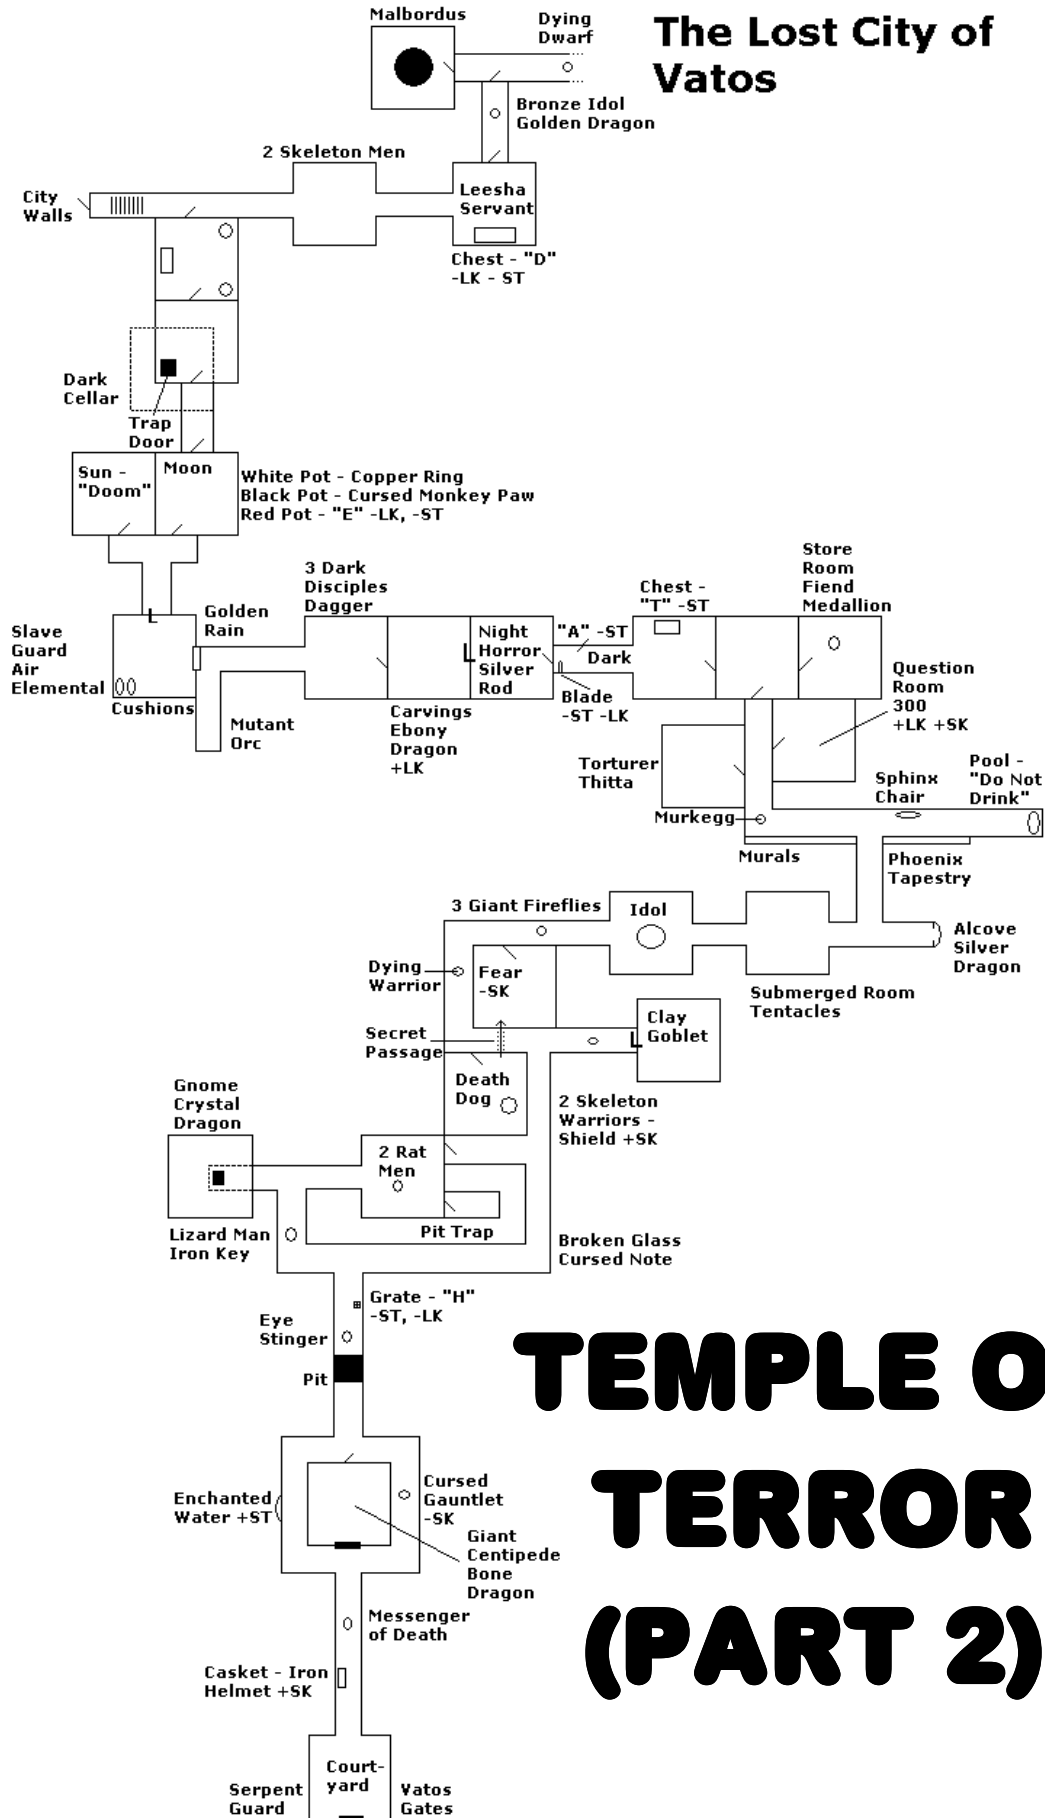 Malbordus
Dying
Dwarf
The Lost City of
Vatos
Bronze Idol
Golden Dragon
2 Skeleton Men
City
Walls
Leesha
Servant
Chest - "D"
-LK - ST
Dark
Cellar
Trap
Door
Sun -
"Doom"
Moon
White Pot - Copper Ring
Black Pot - Cursed Monkey Paw
Red Pot - "E" -LK, -ST
Store
Room
Fiend
Medallion
3 Dark
Disciples
Dagger
Chest -
"T" -ST
Golden
Rain
Slave
Guard
Air
Elemental
Night
Horror
Silver
Rod
"A" -ST
Dark
Blade
-ST -LK
Question
Room
300
+LK +SK
Cushions
Mutant
Orc
Carvings
Ebony
Dragon
+LK
Torturer
Thitta
Sphinx
Chair
Pool -
"Do Not
Drink"
Murkegg
Murals
Phoenix
Tapestry
3 Giant Fireflies
Idol
Alcove
Silver
Dragon
Dying
Warrior
Fear
-SK
Submerged Room
Tentacles
Secret
Passage
Clay
Goblet
Death
Dog
Gnome
Crystal
Dragon
2 Skeleton
Warriors -
Shield +SK
2 Rat
Men
Lizard Man
Iron Key
Pit Trap
Broken Glass
Cursed Note
Grate - "H"
-ST, -LK
Eye
Stinger
Pit
TEMPLE O
TERROR
(PART 2)
Enchanted
Water +ST
Cursed
Gauntlet
-SK
Giant
Centipede
Bone
Dragon
Messenger
of Death
Casket - Iron
Helmet +SK
Court-
yard
Serpent
Guard
Vatos
Gates
L
L
L